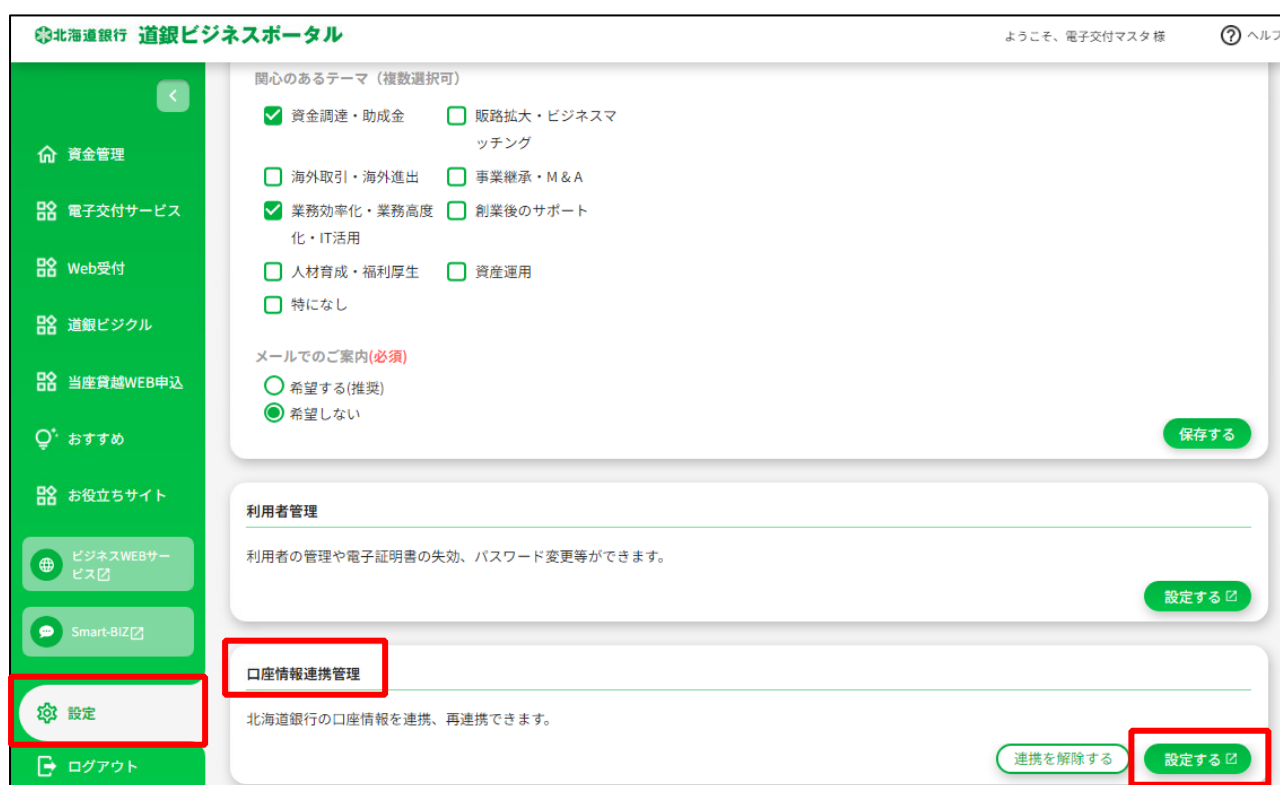 北海道銀行 道銀ビジネスポータル
ようこそ、電子交付マスタ 様
ヘルプ
資金管理
電子交付サービス
Web受付
道銀ビジクル
当座貸越WEB申込
おすすめ
お役立ちサイト
ビジネスWEBサー
ビス
Smart-BIZ
設定
ログアウト
関心のあるテーマ（複数選択可）
資金調達・助成金
販路拡大・ビジネスマ
ッチング
海外取引・海外進出
事業継承・M＆A
業務効率化・業務高度
化・IT活用
創業後のサポート
人材育成・福利厚生
資産運用
特になし
メールでのご案内(必須)
希望する(推奨)
希望しない
保存する
利用者管理
利用者の管理や電子証明書の失効、パスワード変更等ができます。
設定する
口座情報連携管理
北海道銀行の口座情報を連携、再連携できます。
連携を解除する
設定する